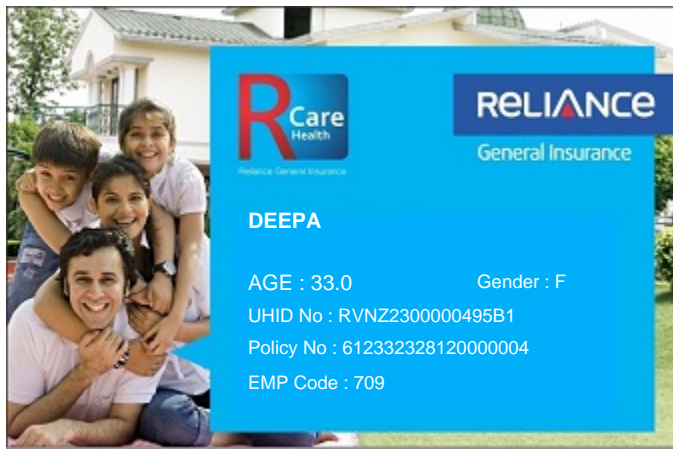 R Care
Health
Reliance General Insurance
RELIANCE
General Insurance
DEEPA
AGE : 33.0
Gender : F
UHID No : RVNZ2300000495B1
Policy No : 612332328120000004
EMP Code : 709